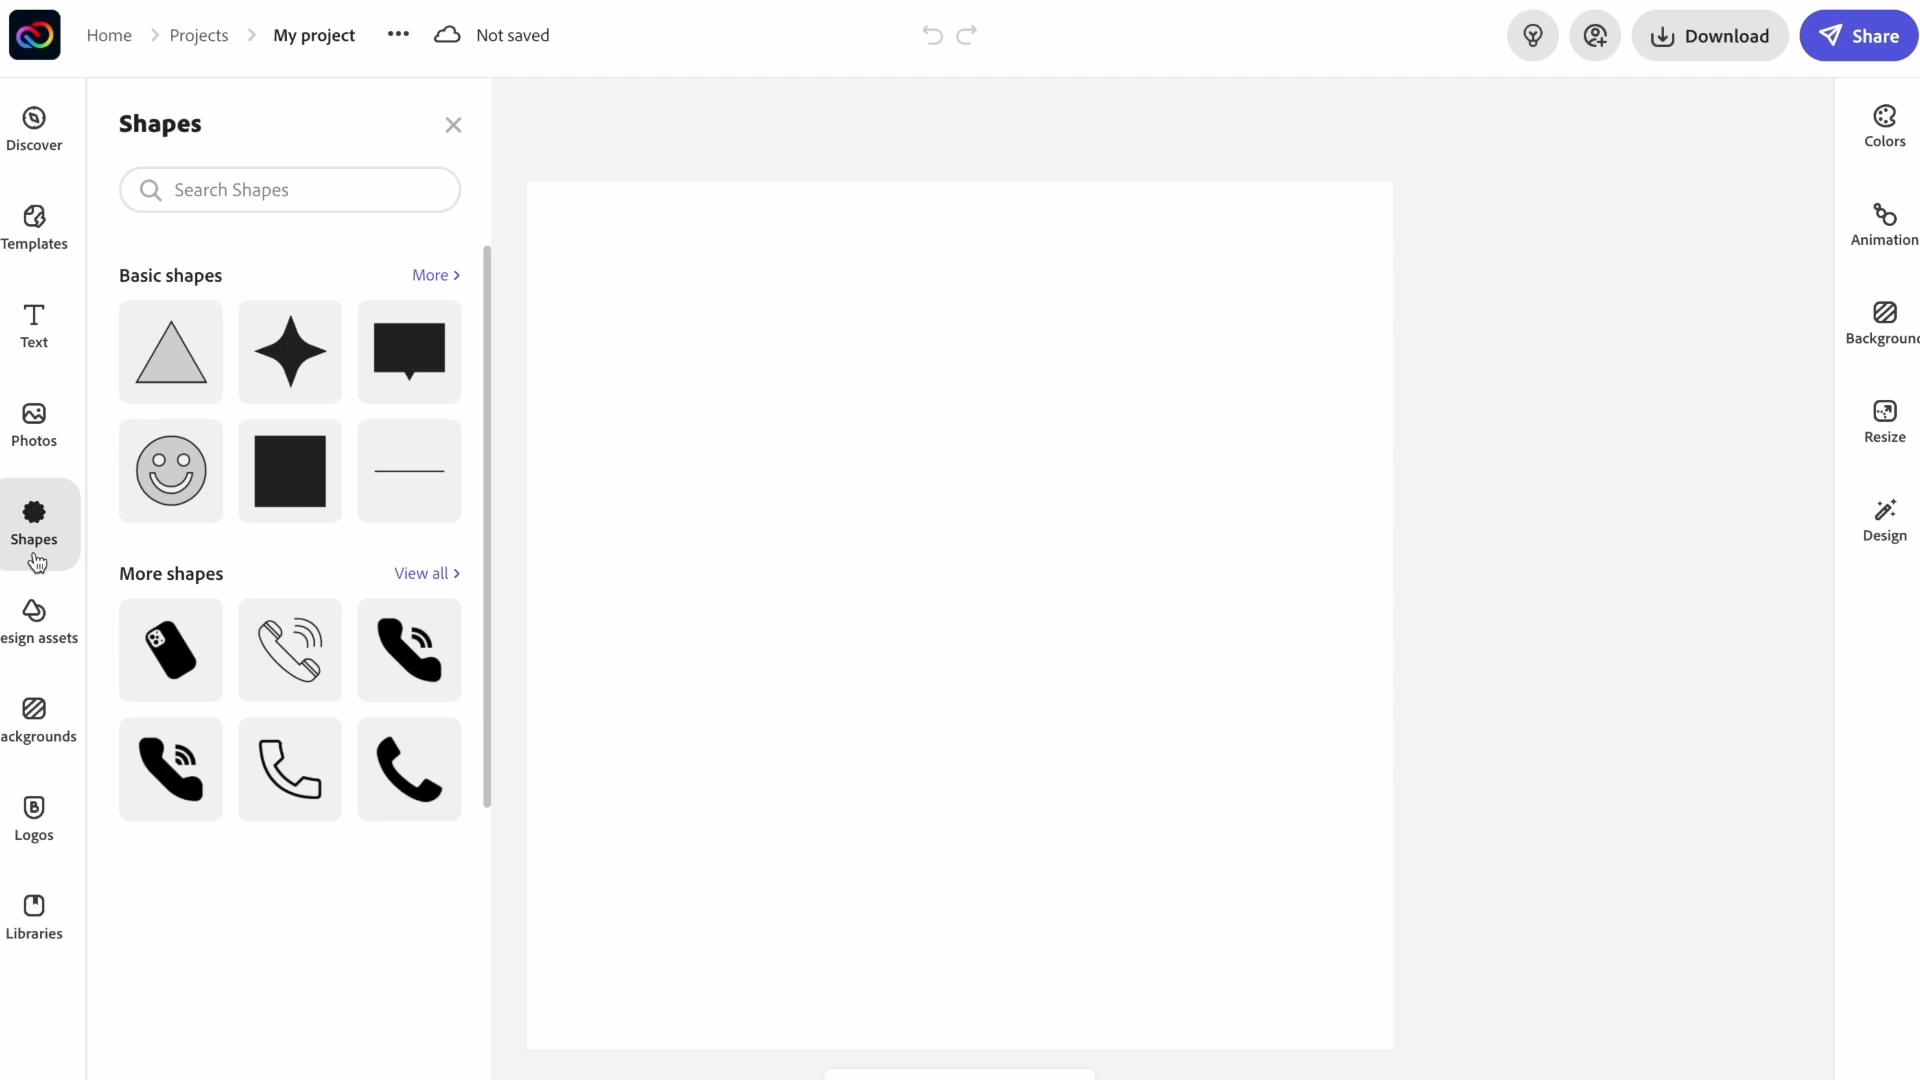 Home
Projects
My project
Not saved
Download
Share
Discover
Templates
Text
Photos
Shapes
esign assets
ackgrounds
Logos
Libraries
Shapes
Search Shapes
Basic shapes
More
More shapes
View all
Colors
Animation
Backgroun
Resize
Design